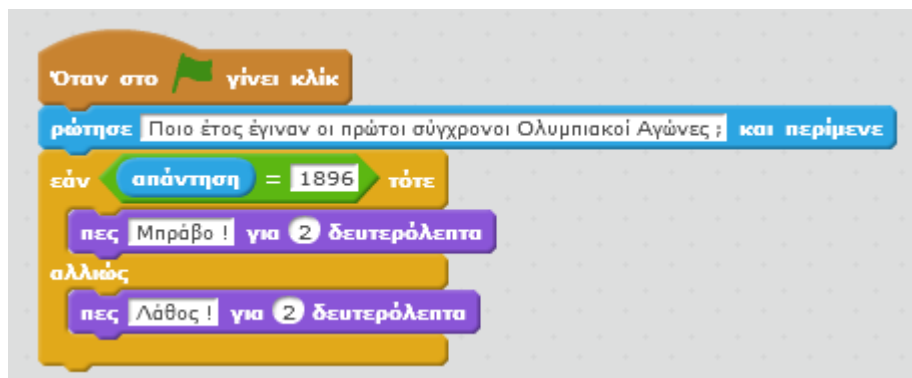 Όταν στο γίνει κλίκ
ρώτησε Ποιο έτος έγιναν οι πρώτοι σύγχρονοι Ολυμπιακοί Αγώνες ; και περίμενε
εάν απάντηση = 1896 τότε
πες Μπράβο ! για 2 δευτερόλεπτα
αλλιώς
πες Λάθος ! για 2 δευτερόλεπτα